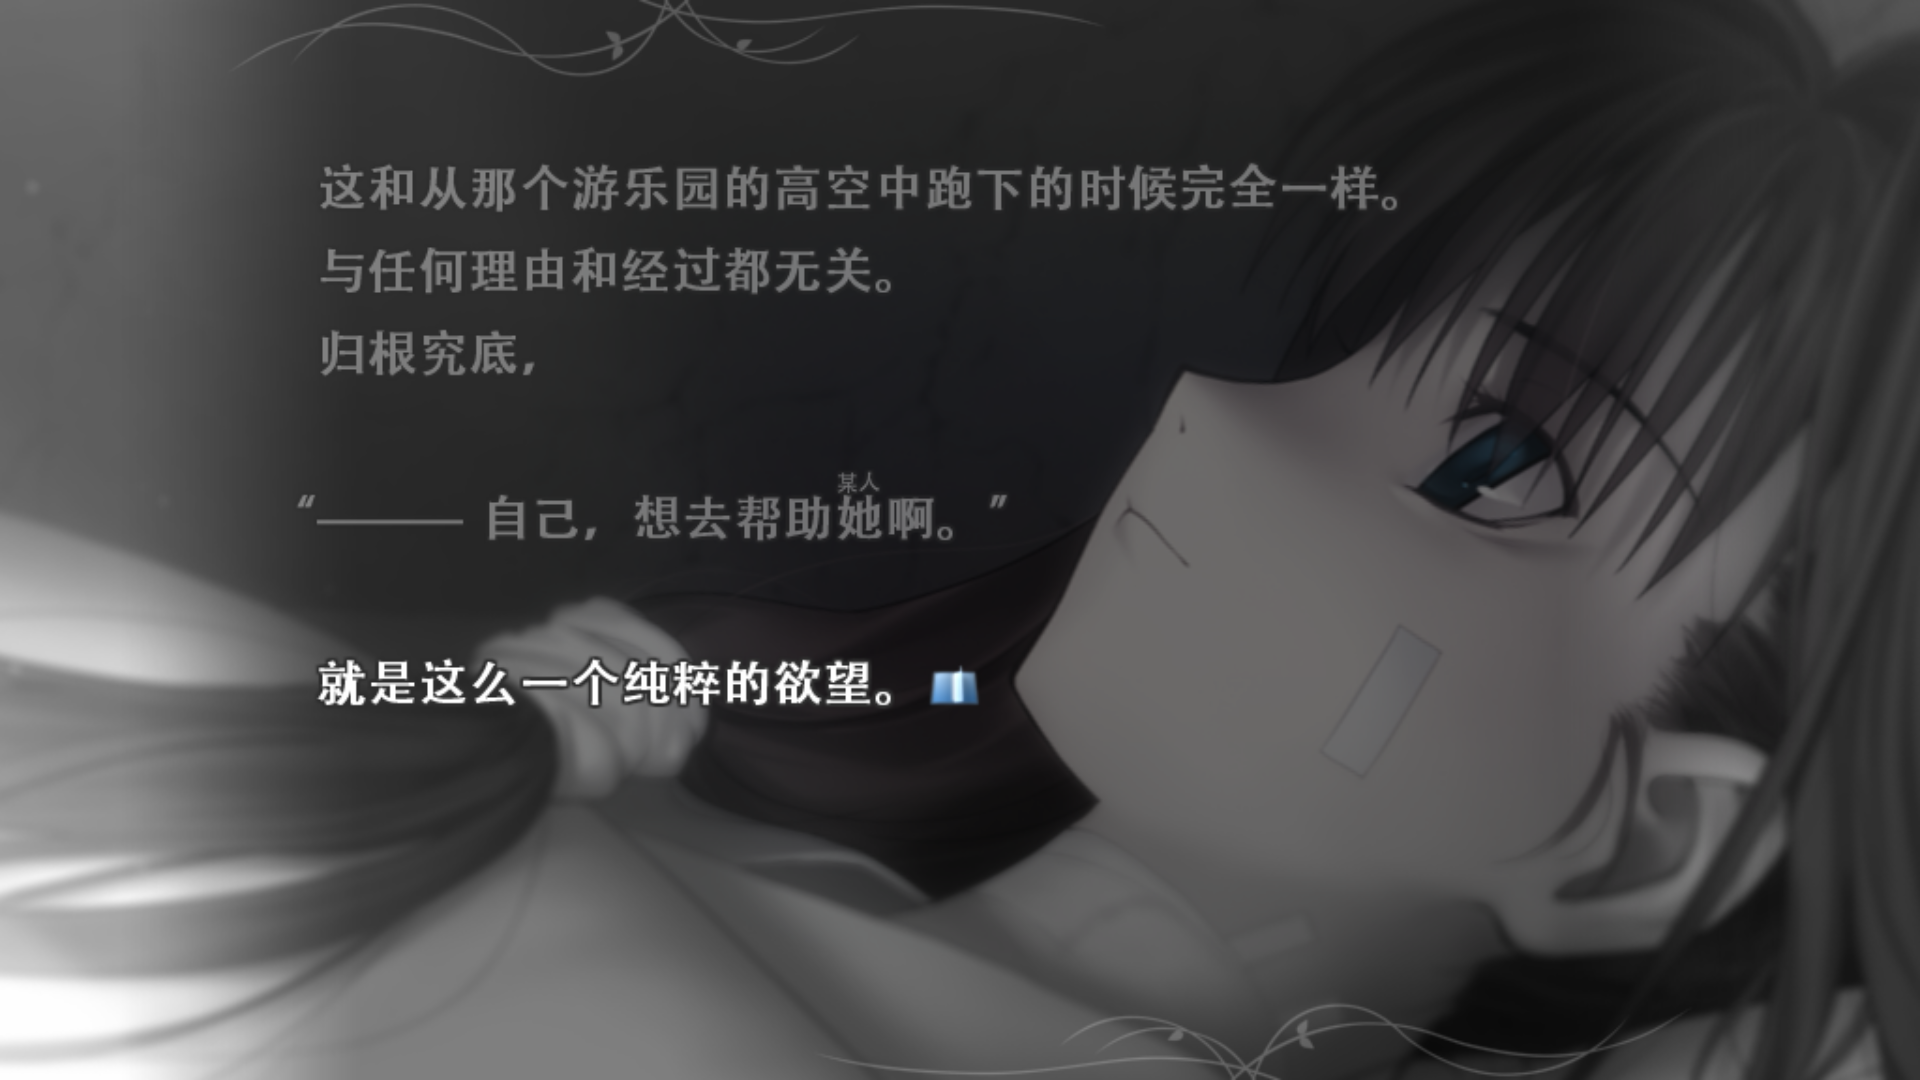 这和从那个游乐园的高空中跑下的时候完全一样。
与任何理由和经过都无关。
归根究底，
某人
“——— 自己，想去帮助她啊。”
就是这么一个纯粹的欲望。